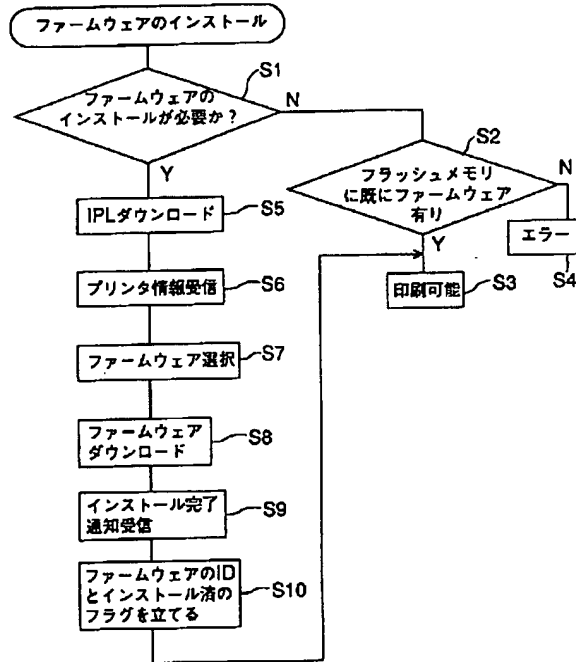 ファームウェアのインストール
S1
ファームウェアの
インストールが必要か?
N
Y
S2
フラッシュメモリ
に既にファームウェア
有り
N
Y
エラー
S4
印刷可能
S3
IPLダウンロード
S5
プリンタ情報受信
S6
ファームウェア選択
S7
ファームウェア
ダウンロード
S8
インストール完了
通知受信
S9
ファームウェアのID
とインストール済の
フラグを立てる
S10